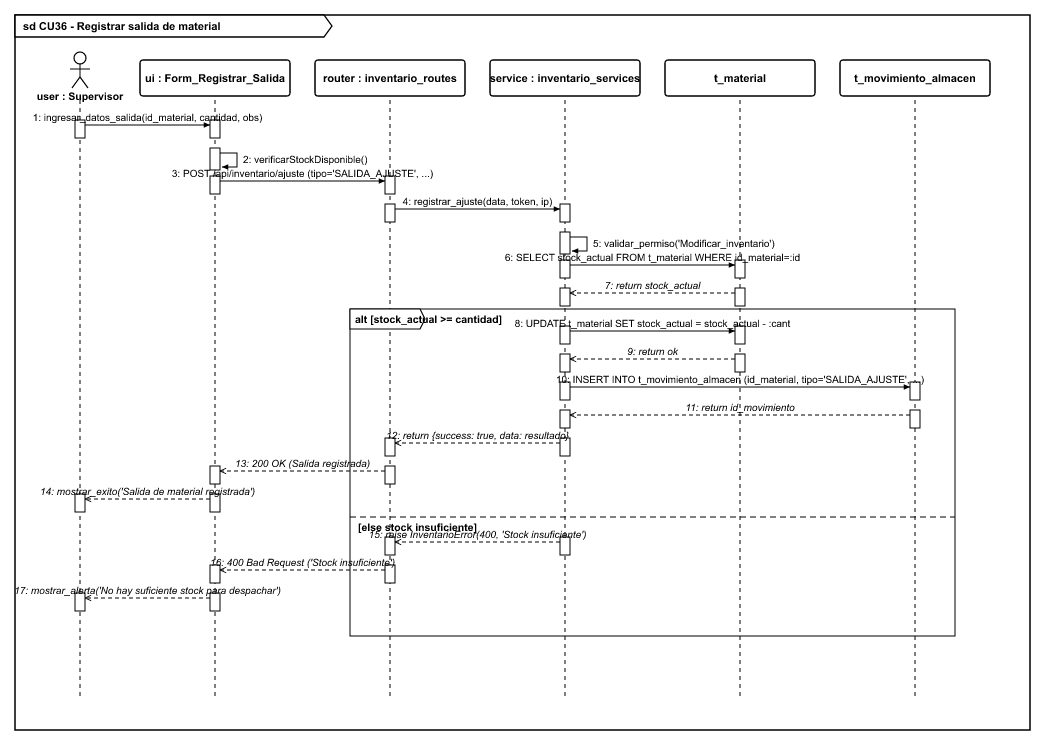 sd CU36 - Registrar salida de material
user : Supervisor
ui : Form_Registrar_Salida
router : inventario_routes
service : inventario_services
t_material
t_movimiento_almacen
1: ingresar_datos_salida(id_material, cantidad, obs)
2: verificarStockDisponible()
3: POST /api/inventario/ajuste (tipo='SALIDA_AJUSTE', ...)
4: registrar_ajuste(data, token, ip)
5: validar_permiso('Modificar_inventario')
6: SELECT stock_actual FROM t_material WHERE id_material=:id
7: return stock_actual
alt [stock_actual >= cantidad]
8: UPDATE t_material SET stock_actual = stock_actual - :cant
9: return ok
10: INSERT INTO t_movimiento_almacen (id_material, tipo='SALIDA_AJUSTE', ...)
11: return id_movimiento
12: return {success: true, data: resultado}
13: 200 OK (Salida registrada)
14: mostrar_exito('Salida de material registrada')
[else stock insuficiente]
15: raise InventarioError(400, 'Stock insuficiente')
16: 400 Bad Request ('Stock insuficiente')
17: mostrar_alerta('No hay suficiente stock para despachar')